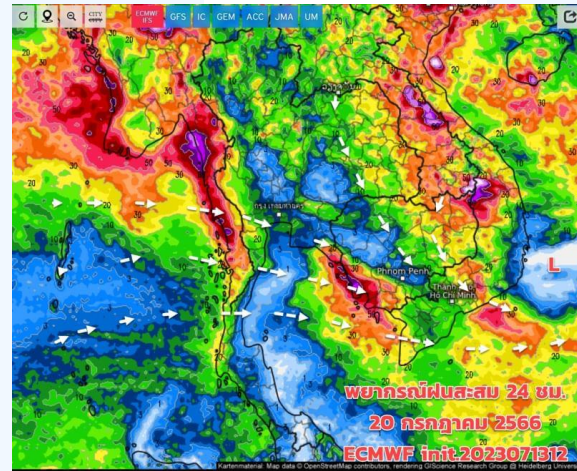 CITY
CITY
ECMWF
IFS
GFS
IC
GEM
ACC
JMA
UM
กรุงเทพมหานคร
Phnom Penh
Thành phố
Hồ Chí Minh
L
พยากรณ์ฝนสะสม 24 ชม.
20 กรกฎาคม 2566
ECMWF init.2023071312
Kartenmaterial: Map data © OpenStreetMap contributors, rendering GIScience Research Group @ Heidelberg Univer